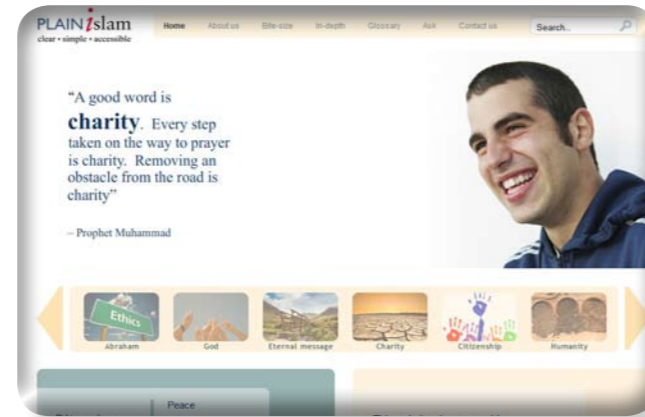 PLAIN islam
clear • simple • accessible
Home About us Bite-size In-depth Glossary Ask Contact us Search..
“A good word is
charity. Every step
taken on the way to prayer
is charity. Removing an
obstacle from the road is
charity”
– Prophet Muhammad
Ethics
Abraham God Eternal message Charity Citizenship Humanity
Peace